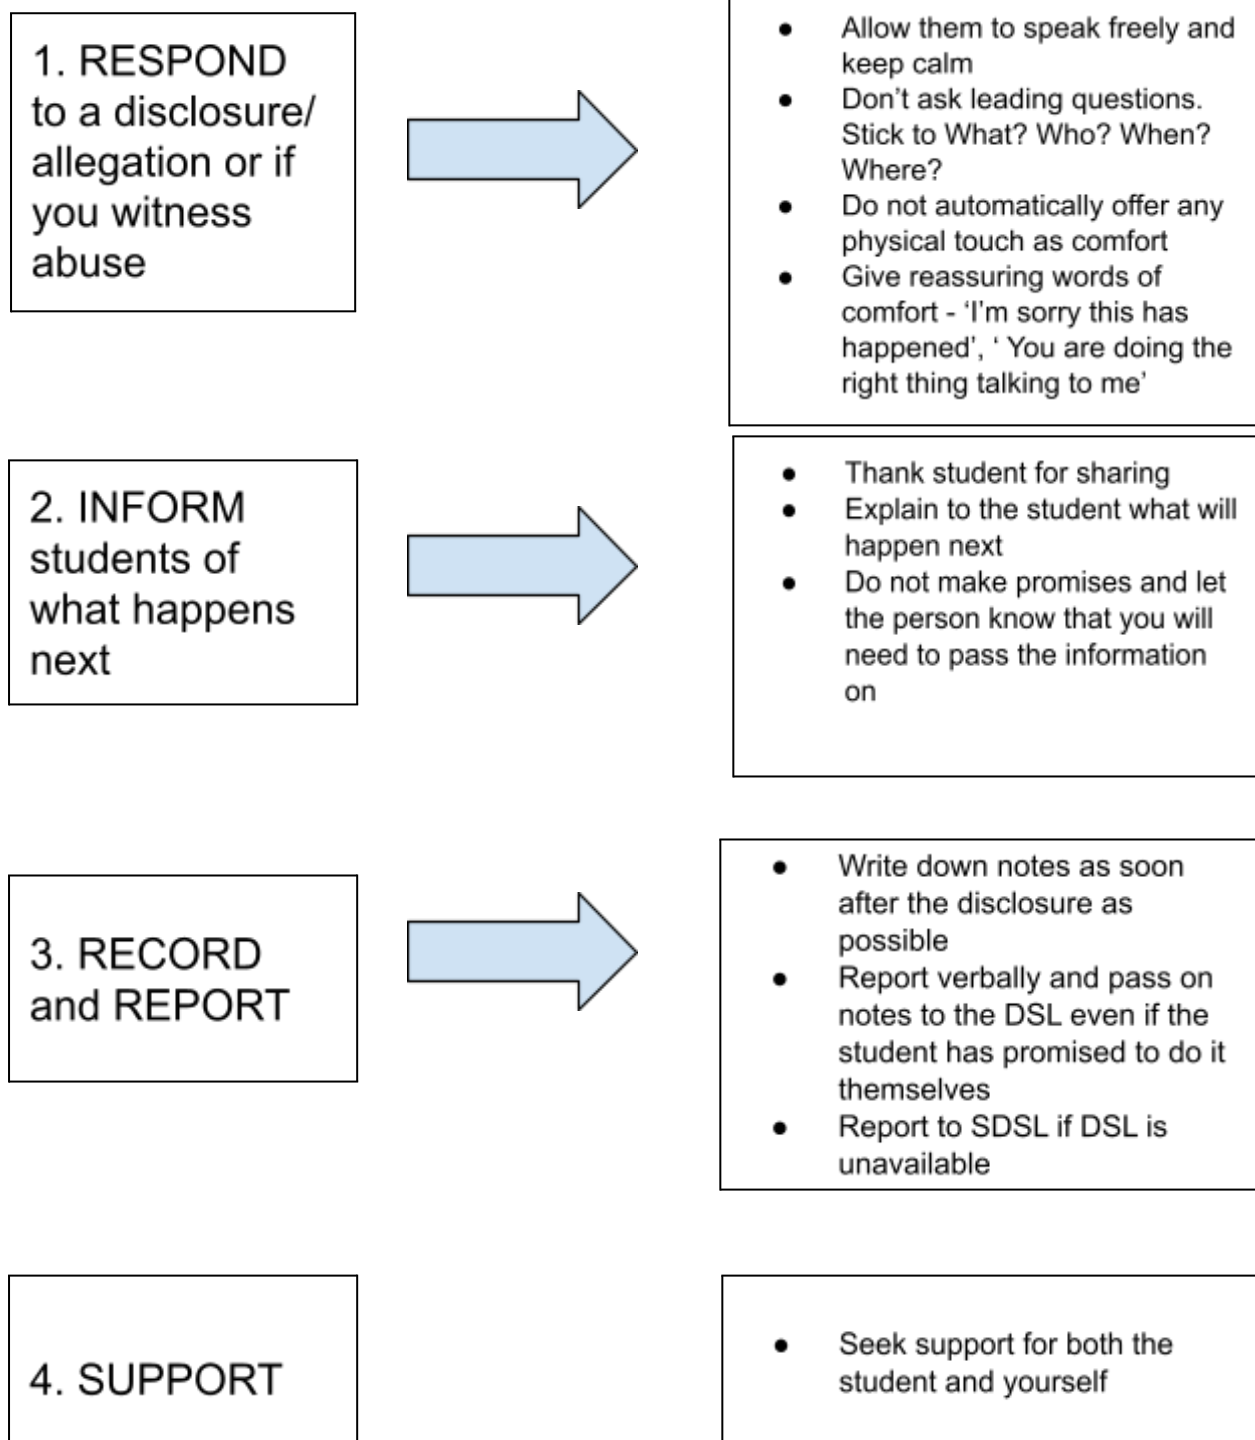 1. RESPOND
to a disclosure/
allegation or if
you witness
abuse
● Allow them to speak freely and
keep calm
● Don’t ask leading questions.
Stick to What? Who? When?
Where?
● Do not automatically offer any
physical touch as comfort
● Give reassuring words of
comfort - ‘I’m sorry this has
happened’, ‘ You are doing the
right thing talking to me’
2. INFORM
students of
what happens
next
● Thank student for sharing
● Explain to the student what will
happen next
● Do not make promises and let
the person know that you will
need to pass the information
on
3. RECORD
and REPORT
● Write down notes as soon
after the disclosure as
possible
● Report verbally and pass on
notes to the DSL even if the
student has promised to do it
themselves
● Report to SDSL if DSL is
unavailable
4. SUPPORT
● Seek support for both the
student and yourself